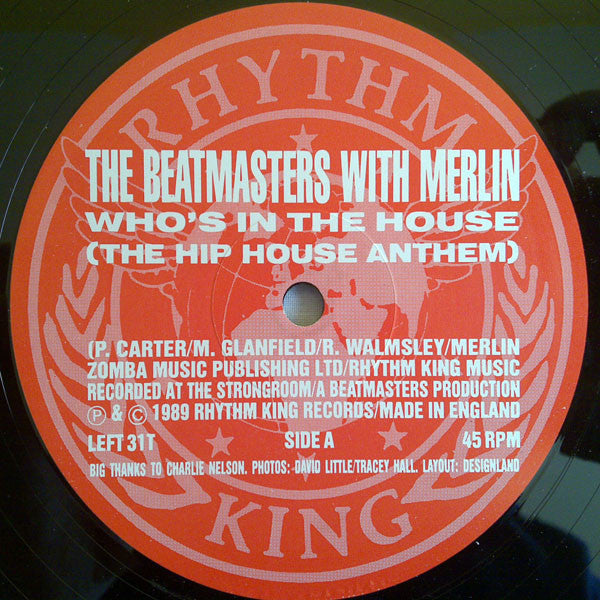 RHYTHM
THE BEATMASTERS WITH MERLIN
WHO'S IN THE HOUSE
(THE HIP HOUSE ANTHEM)
(P. CARTER/M. GLANFIELD/R. WALMSLEY/MERLIN
ZOMBA MUSIC PUBLISHING LTD/RHYTHM KING MUSIC
RECORDED AT THE STRONGROOM/A BEATMASTERS PRODUCTION
Ⓟ & © 1989 RHYTHM KING RECORDS/MADE IN ENGLAND
LEFT 31T SIDE A 45 RPM
BIG THANKS TO CHARLIE NELSON. PHOTOS: DAVID LITTLE/TRACEY HALL. LAYOUT: DESIGNLAND
KING